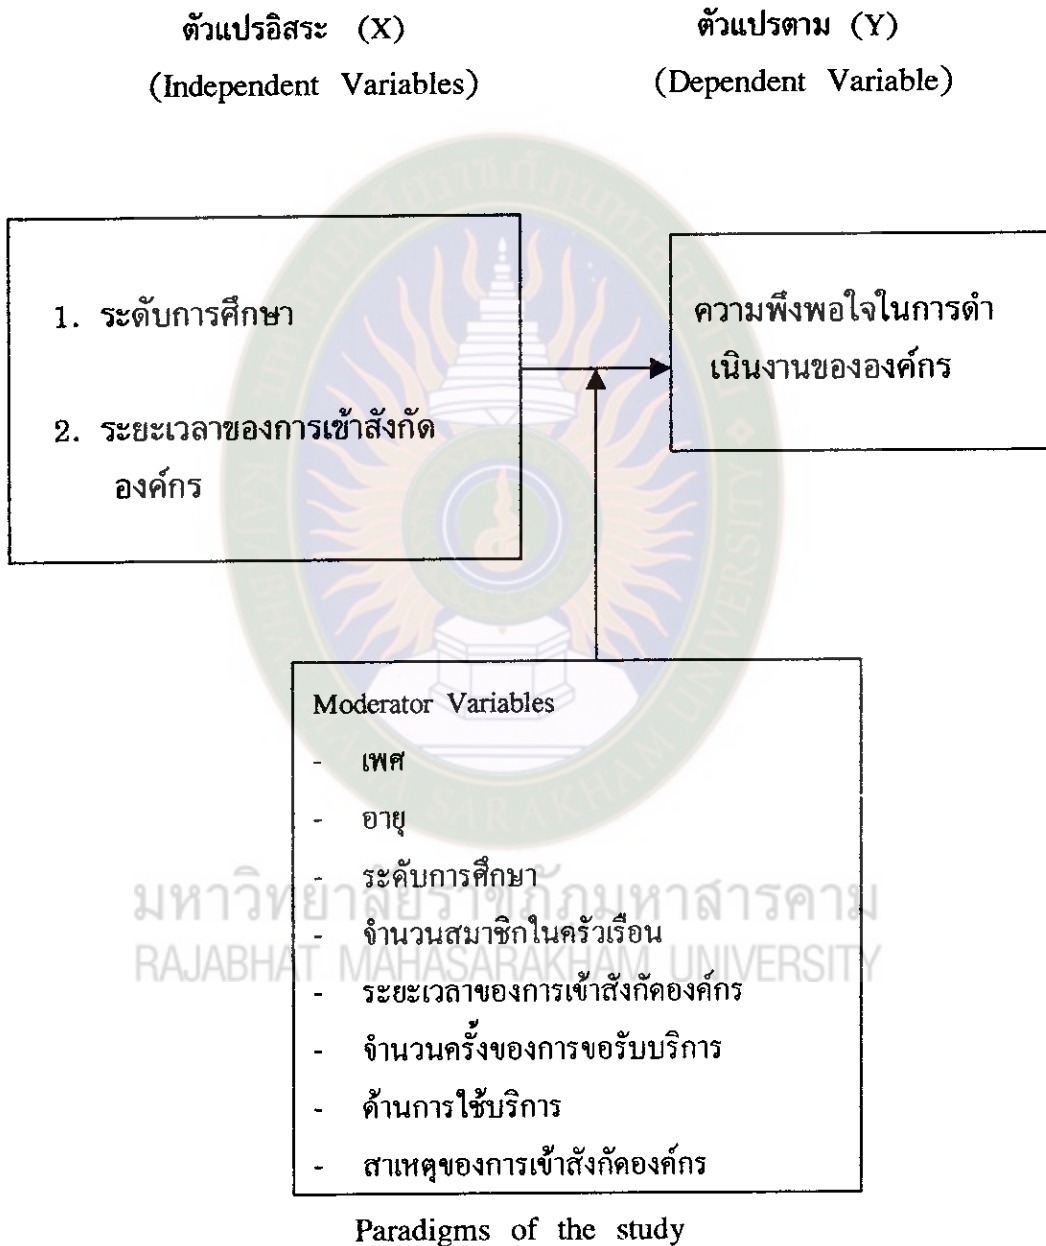 ตัวแปรอิสระ (X)
(Independent Variables)
ตัวแปรตาม (Y)
(Dependent Variable)
1. ระดับการศึกษา
2. ระยะเวลาของการเข้าสังกัด
องค์กร
ความพึงพอใจในการดำ
เนินงานขององค์กร
Moderator Variables
- เพศ
- อายุ
- ระดับการศึกษา
- จำนวนสมาชิกในครัวเรือน
- ระยะเวลาของการเข้าสังกัดองค์กร
- จำนวนครั้งของการขอรับบริการ
- ด้านการใช้บริการ
- สาเหตุของการเข้าสังกัดองค์กร
มหาวิทยาลัยราชภัฏมหาสารคาม
RAJABHAT MAHASARAKHAM UNIVERSITY
Paradigms of the study